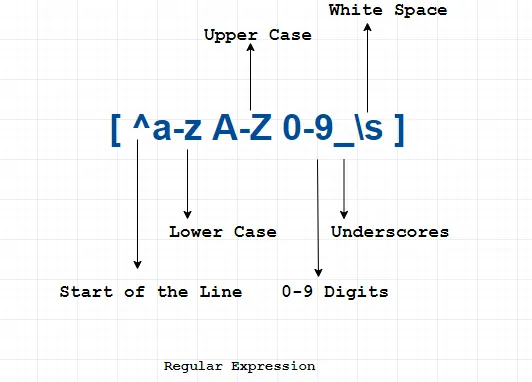 White Space
Upper Case
[ ^a-z A-Z 0-9_\s ]
Lower Case
Underscores
Start of the Line
0-9 Digits
Regular Expression